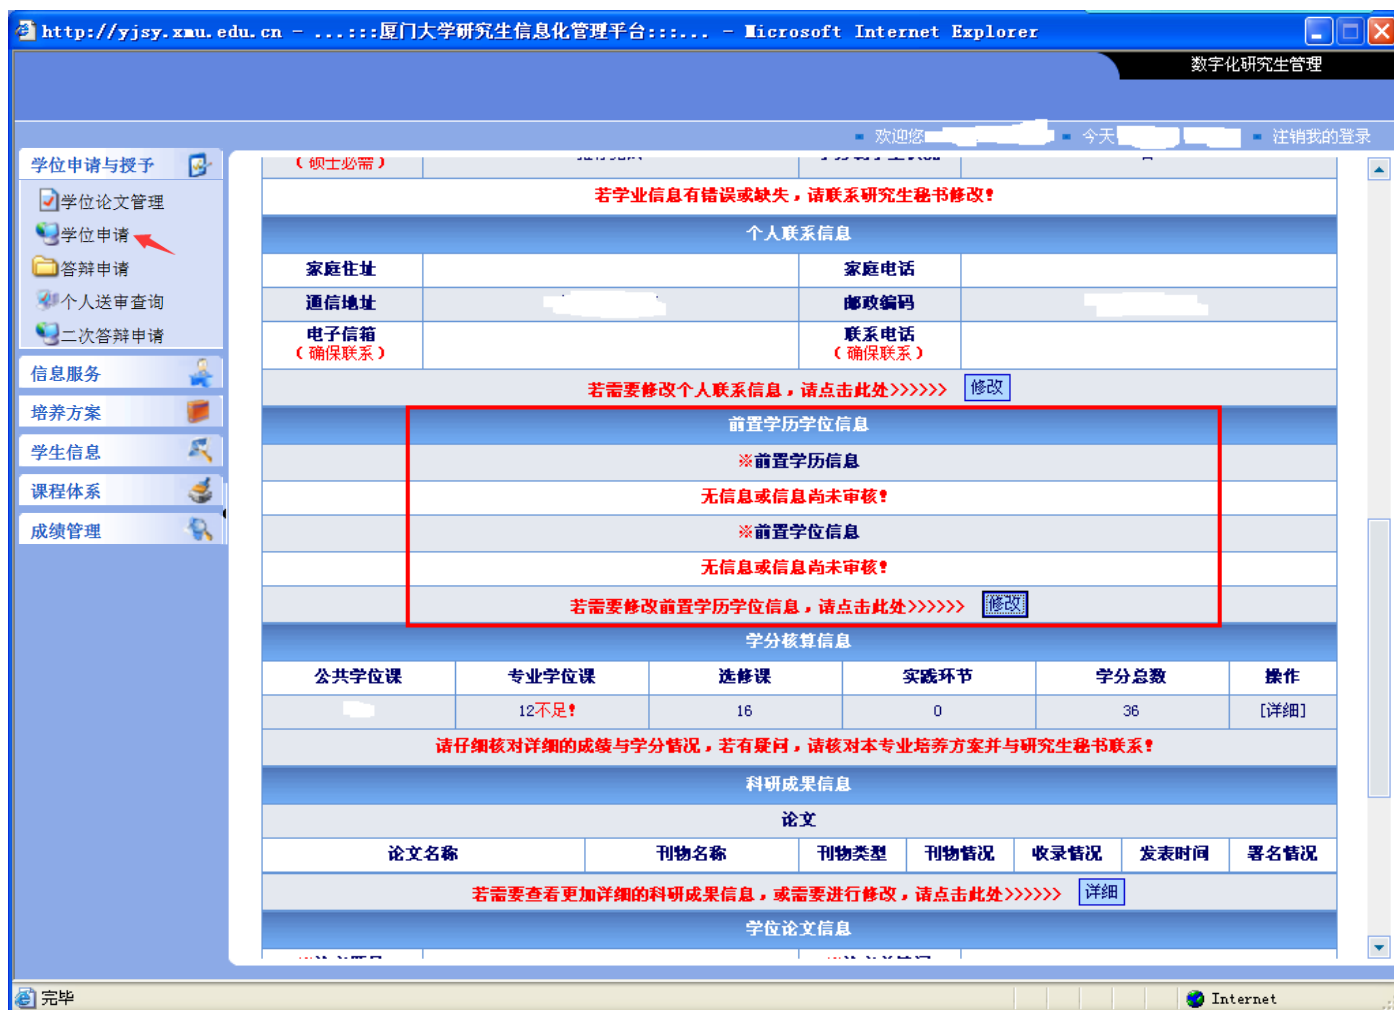 http://yjsy.xmu.edu.cn - ...:::厦门大学研究生信息化管理平台:::... - Microsoft Internet Explorer
数字化研究生管理
欢迎您 今天 注销我的登录
学位申请与授予
学位论文管理
学位申请
答辩申请
个人送审查询
二次答辩申请
信息服务
培养方案
学生信息
课程体系
成绩管理
(硕士必需)
若学业信息有错误或缺失，请联系研究生秘书修改！
个人联系信息
家庭住址 家庭电话
通信地址 邮政编码
电子信箱 联系电话
(确保联系) (确保联系)
若需要修改个人联系信息，请点击此处>>>>>> 修改
前置学历学位信息
※前置学历信息
无信息或信息尚未审核！
※前置学位信息
无信息或信息尚未审核！
若需要修改前置学历学位信息，请点击此处>>>>>> 修改
学分核算信息
公共学位课 专业学位课 选修课 实践环节 学分总数 操作
12不足！ 16 0 36 [详细]
请仔细核对详细的成绩与学分情况，若有疑问，请核对本专业培养方案并与研究生秘书联系！
科研成果信息
论文
论文名称 刊物名称 刊物类型 刊物情况 收录情况 发表时间 署名情况
若需要查看更加详细的科研成果信息，或需要进行修改，请点击此处>>>>>> 详细
学位论文信息
完毕 Internet